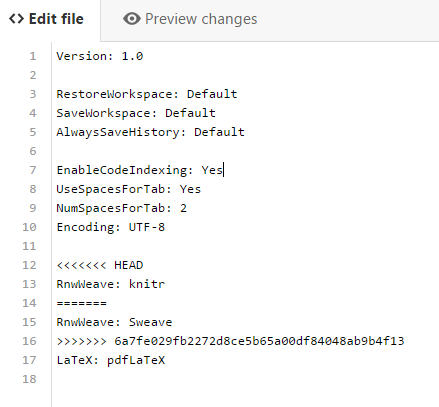 <> Edit file
Preview changes
1 Version: 1.0
2
3 RestoreWorkspace: Default
4 SaveWorkspace: Default
5 AlwaysSaveHistory: Default
6
7 EnableCodeIndexing: Yes
8 UseSpacesForTab: Yes
9 NumSpacesForTab: 2
10 Encoding: UTF-8
11
12 <<<<<<< HEAD
13 RnwWeave: knitr
14 =======
15 RnwWeave: Sweave
16 >>>>>>> 6a7fe029fb2272d8ce5b65a00df84048ab9b4f13
17 LaTeX: pdfLaTeX
18